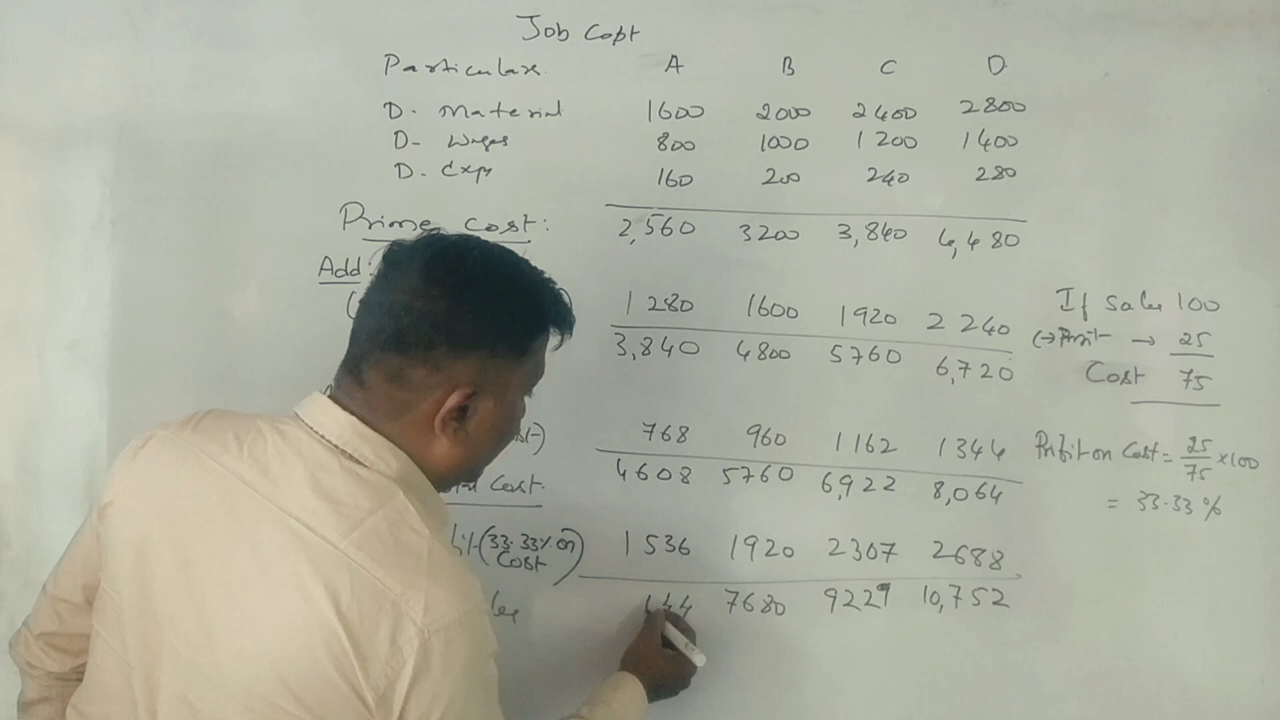 Job Copt
Particulars. A B C D
D. Material 1600 2000 2400 2800
D- Wages 800 1000 1200 1400
D. Exp 160 200 240 280
Prime Cost: 2,560 3200 3,840 4,480
Add:
1280 1600 1920 2240
3,840 4800 5760 6,720
768 960 1162 1344
Cost. 4608 5760 6,922 8,064
(33.33% on Cost) 1536 1920 2307 2688
7680 9229 10,752
If Sales 100
Profit → 25
Cost 75
Profit on Cost = 25/75 ×100
= 33.33%